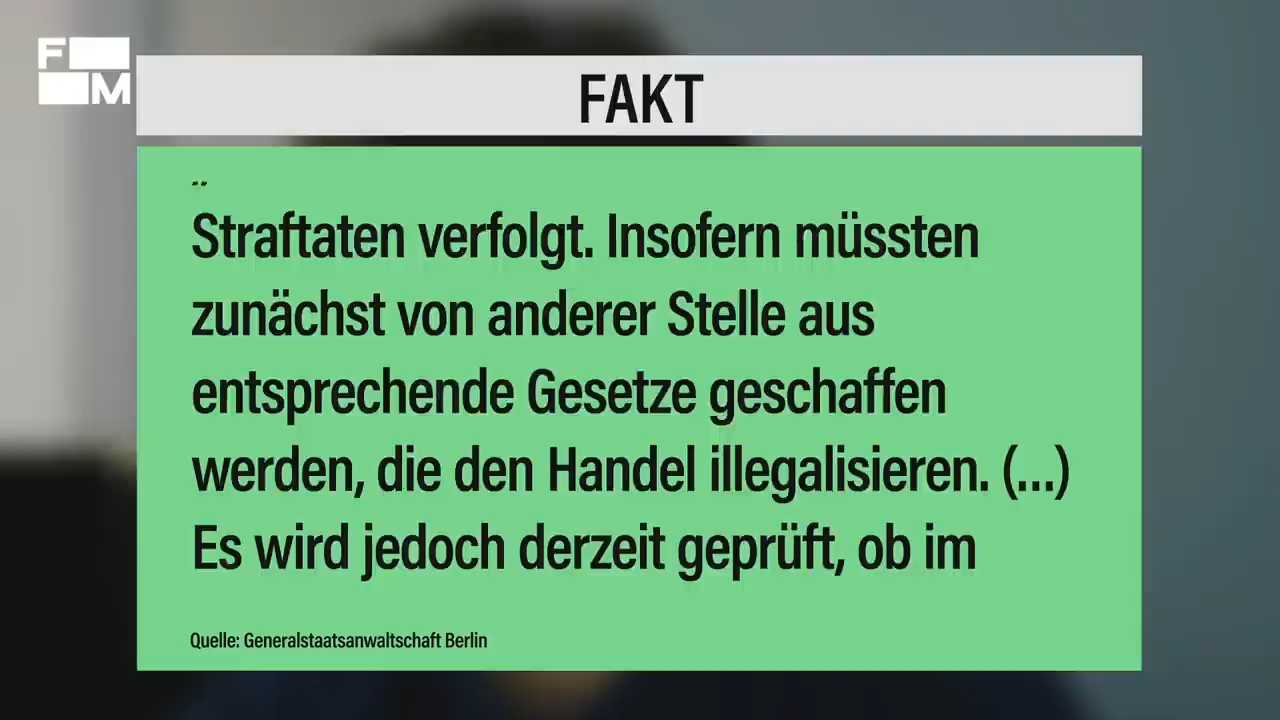 F
M
FAKT
Straftaten verfolgt. Insofern müssten
zunächst von anderer Stelle aus
entsprechende Gesetze geschaffen
werden, die den Handel illegalisieren. (...)
Es wird jedoch derzeit geprüft, ob im
Quelle: Generalstaatsanwaltschaft Berlin